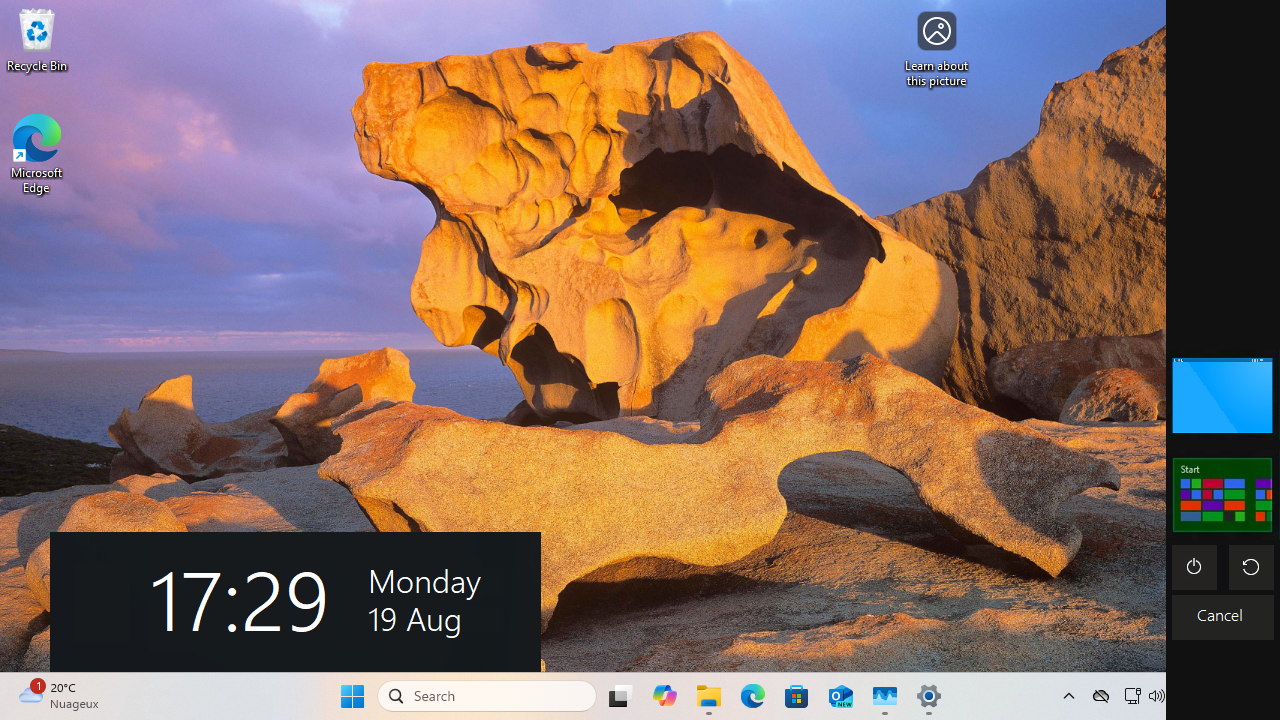 Recycle Bin
Learn about
this picture
Microsoft
Edge
Start
17:29
Monday
19 Aug
Cancel
1
20°C
Nuageux
Search
NEW